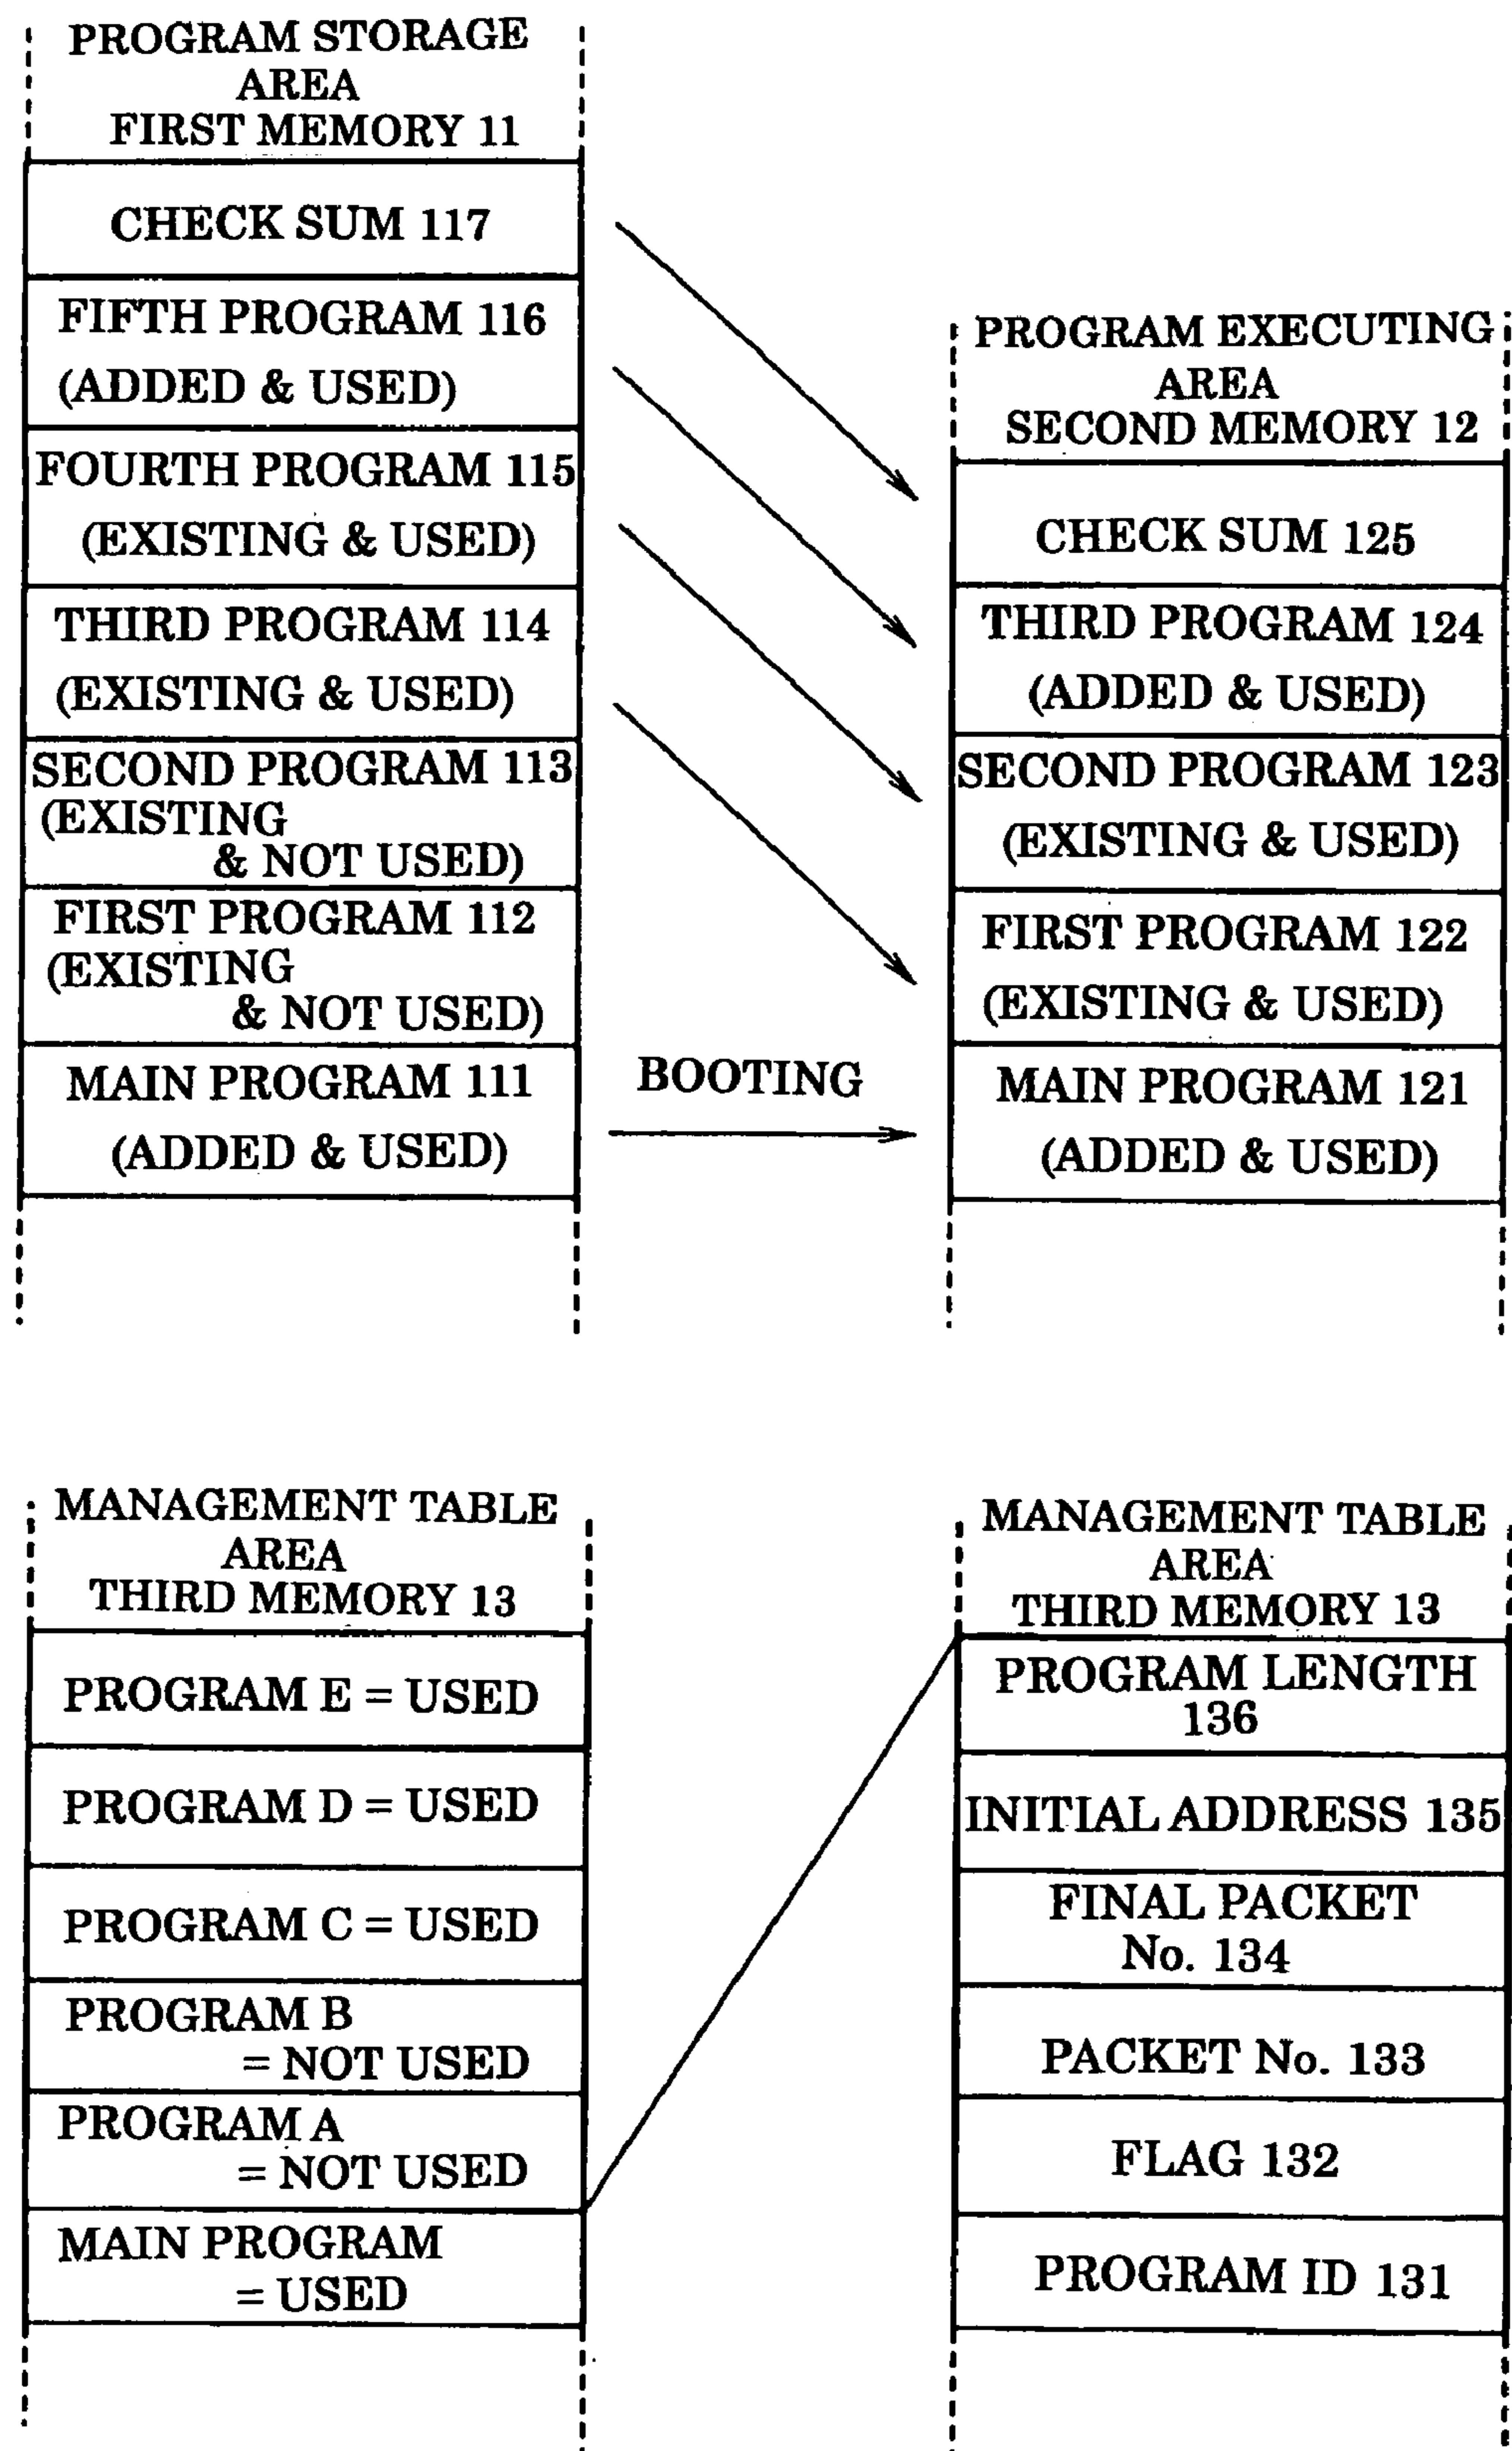 PROGRAM STORAGE
AREA
FIRST MEMORY 11
CHECK SUM 117
FIFTH PROGRAM 116
(ADDED & USED)
FOURTH PROGRAM 115
(EXISTING & USED)
THIRD PROGRAM 114
(EXISTING & USED)
SECOND PROGRAM 113
(EXISTING
& NOT USED)
FIRST PROGRAM 112
(EXISTING
& NOT USED)
MAIN PROGRAM 111
(ADDED & USED)
BOOTING
PROGRAM EXECUTING
AREA
SECOND MEMORY 12
CHECK SUM 125
THIRD PROGRAM 124
(ADDED & USED)
SECOND PROGRAM 123
(EXISTING & USED)
FIRST PROGRAM 122
(EXISTING & USED)
MAIN PROGRAM 121
(ADDED & USED)
MANAGEMENT TABLE
AREA
THIRD MEMORY 13
PROGRAM E = USED
PROGRAM D = USED
PROGRAM C = USED
PROGRAM B
= NOT USED
PROGRAM A
= NOT USED
MAIN PROGRAM
= USED
MANAGEMENT TABLE
AREA
THIRD MEMORY 13
PROGRAM LENGTH
136
INITIAL ADDRESS 135
FINAL PACKET
No. 134
PACKET No. 133
FLAG 132
PROGRAM ID 131